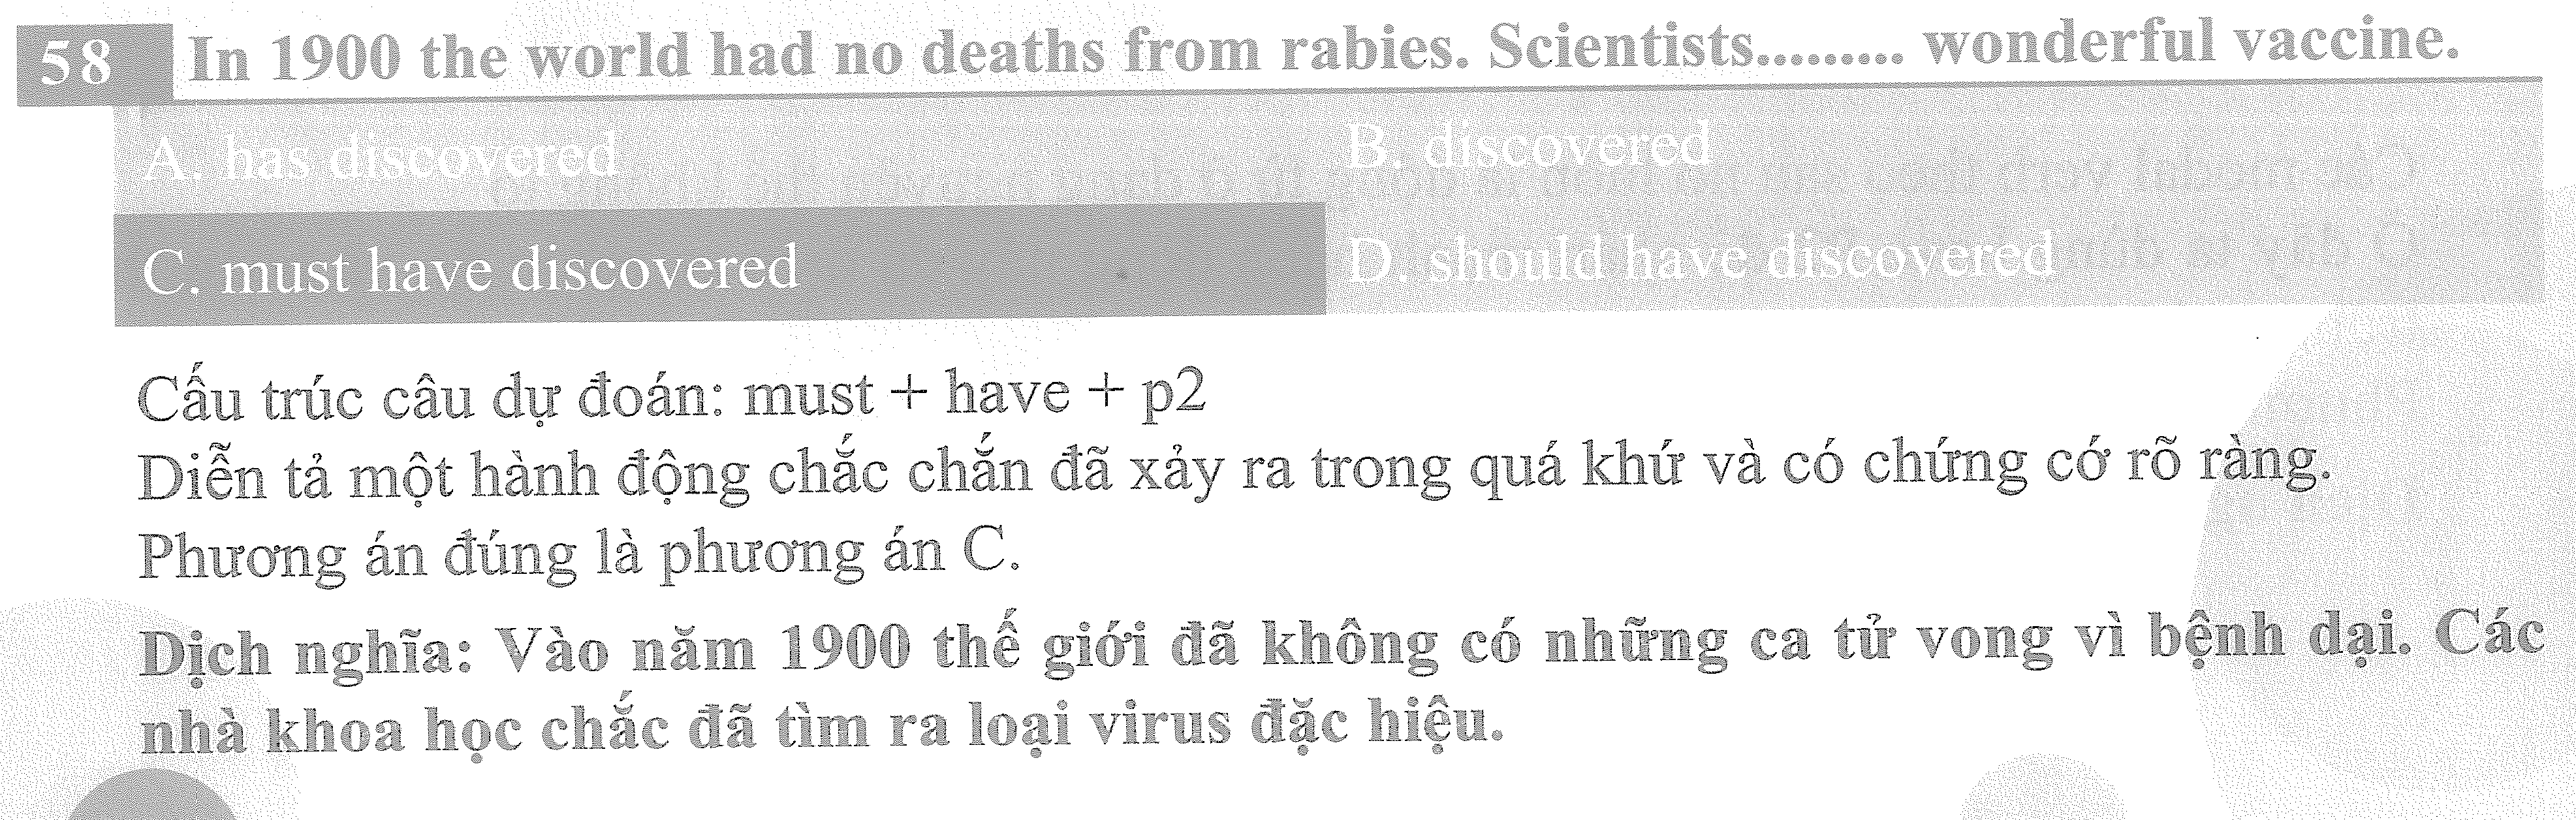 58 In 1900 the world had no deaths from rabies. Scientists......... wonderful vaccine.
A. has discovered
B. discovered
C. must have discovered
D. should have discovered
Cấu trúc câu dự đoán: must + have + p2
Diễn tả một hành động chắc chắn đã xảy ra trong quá khứ và có chứng cớ rõ ràng.
Phương án đúng là phương án C.
Dịch nghĩa: Vào năm 1900 thế giới đã không có những ca tử vong vì bệnh dại. Các
nhà khoa học chắc đã tìm ra loại virus đặc hiệu.